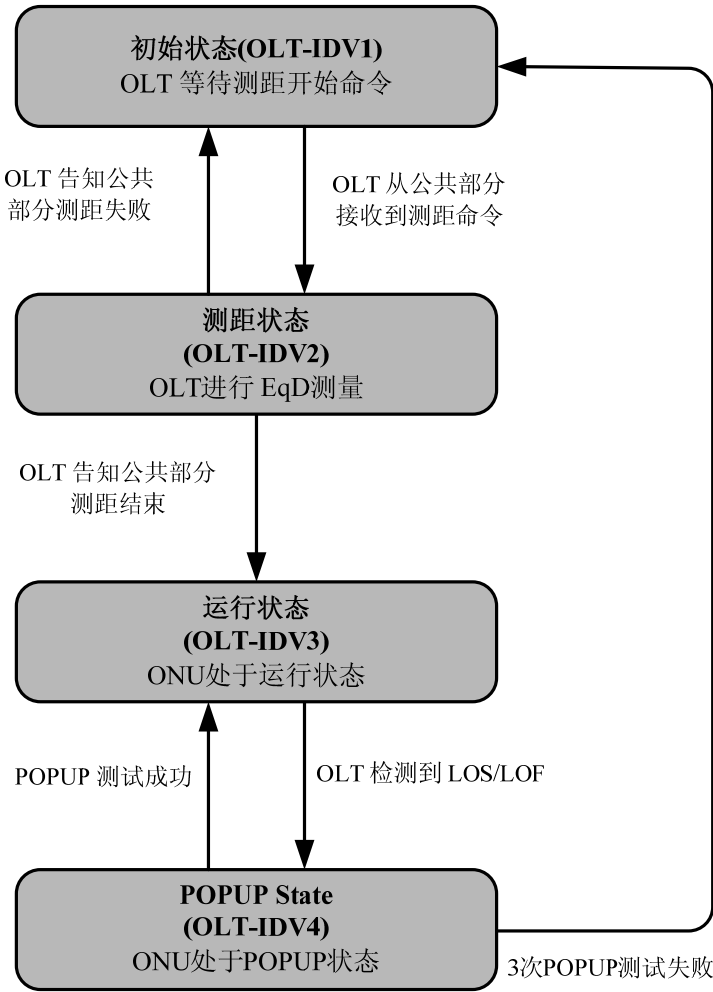 初始状态(OLT-IDV1)
OLT 等待测距开始命令
OLT 告知公共
部分测距失败
OLT 从公共部分
接收到测距命令
测距状态
(OLT-IDV2)
OLT进行 EqD测量
OLT 告知公共部分
测距结束
运行状态
(OLT-IDV3)
ONU处于运行状态
POPUP 测试成功
OLT 检测到 LOS/LOF
POPUP State
(OLT-IDV4)
ONU处于POPUP状态
3次POPUP测试失败